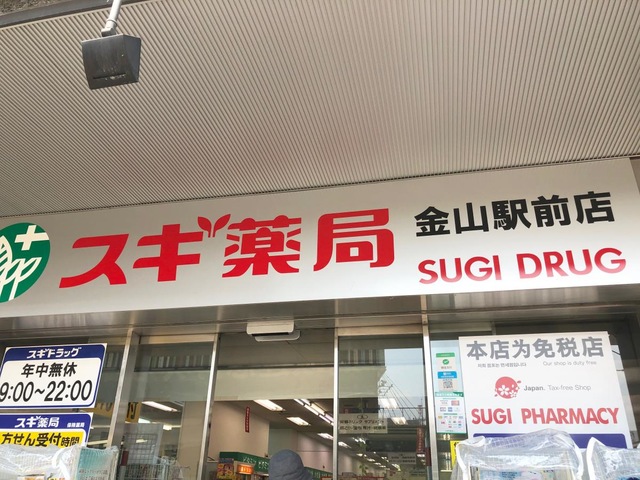 スギ薬局
金山駅前店
SUGI DRUG
スギドラッグ
年中無休
9:00～22:00
スギ薬局
方せん受付時間
本店为免税店
Our shop is duty free
Japan. Tax-free Shop
SUGI PHARMACY